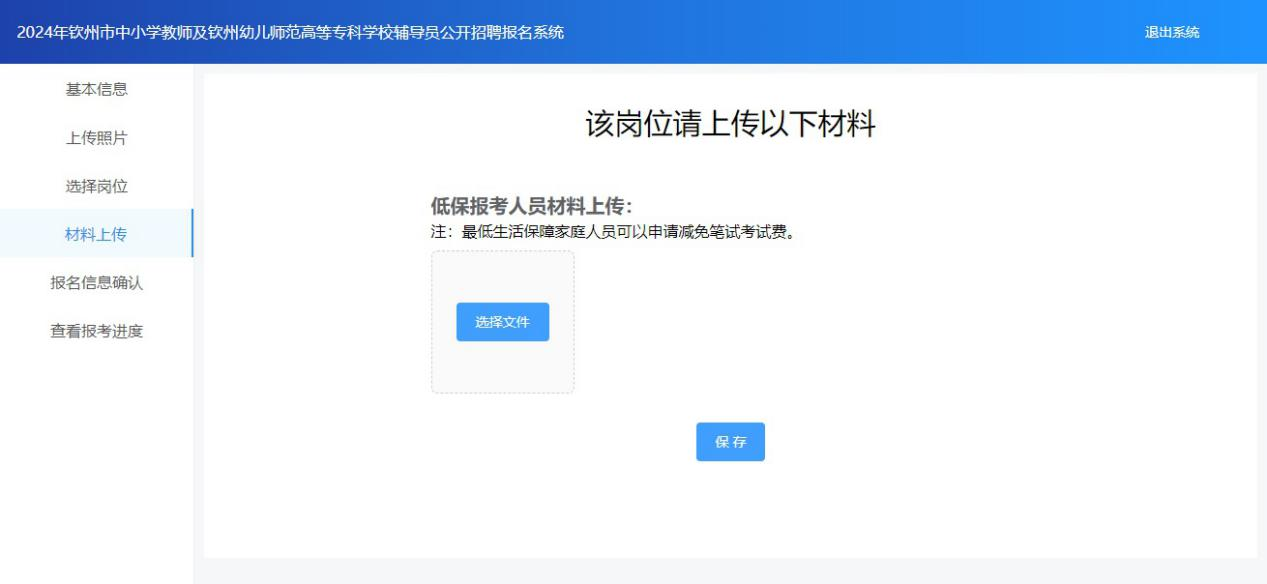 2024年钦州市中小学教师及钦州幼儿师范高等专科学校辅导员公开招聘报名系统
退出系统
基本信息
上传照片
选择岗位
材料上传
报名信息确认
查看报考进度
该岗位请上传以下材料
低保报考人员材料上传：
注：最低生活保障家庭人员可以申请减免笔试考试费。
选择文件
保 存